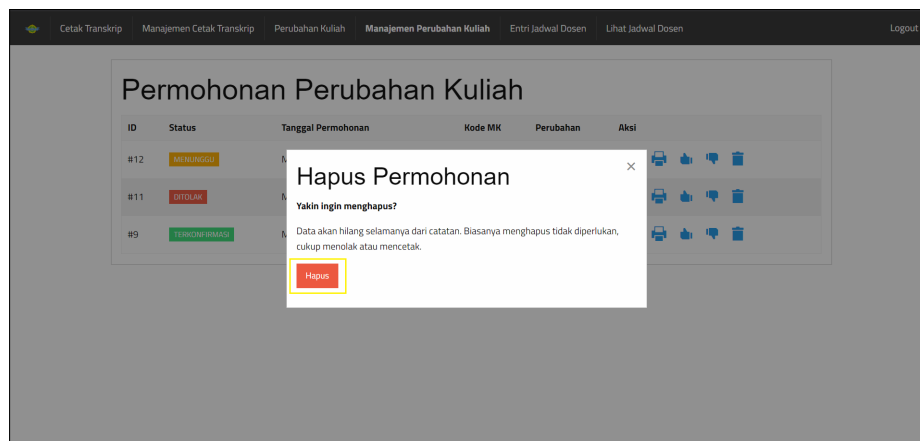 Cetak Transkrip Manajemen Cetak Transkrip Perubahan Kuliah Manajemen Perubahan Kuliah Entri Jadwal Dosen Lihat Jadwal Dosen Logout
Permohonan Perubahan Kuliah
ID Status Tanggal Permohonan Kode MK Perubahan Aksi
#12 MENUNGGU
#11 DITOLAK
#9 TERKONFIRMASI
Hapus Permohonan ×
Yakin ingin menghapus?
Data akan hilang selamanya dari catatan. Biasanya menghapus tidak diperlukan,
cukup menolak atau mencetak.
Hapus